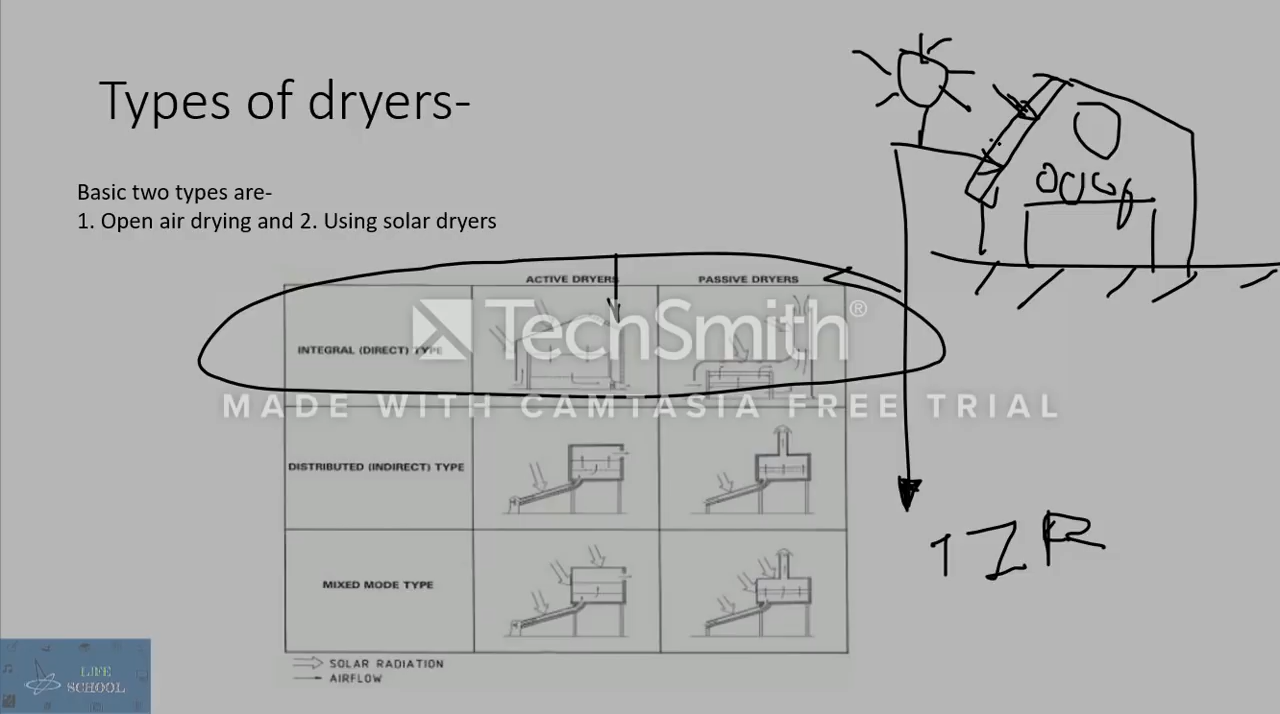 Types of dryers-
Basic two types are-
1. Open air drying and 2. Using solar dryers
ACTIVE DRYERS PASSIVE DRYERS
INTEGRAL (DIRECT) TYPE
TechSmith®
MADE WITH CAMTASIA FREE TRIAL
DISTRIBUTED (INDIRECT) TYPE
MIXED MODE TYPE
SOLAR RADIATION
AIRFLOW
LIFE
SCHOOL